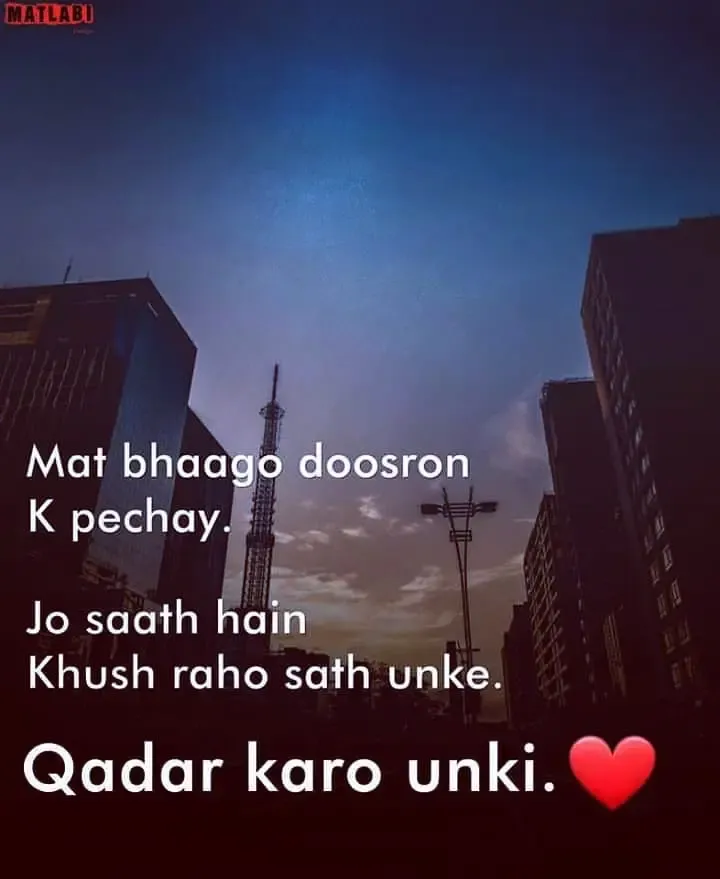 MATLABI
Mat bhaago doosron
K pechay.
Jo saath hain
Khush raho sath unke.
Qadar karo unki.❤️